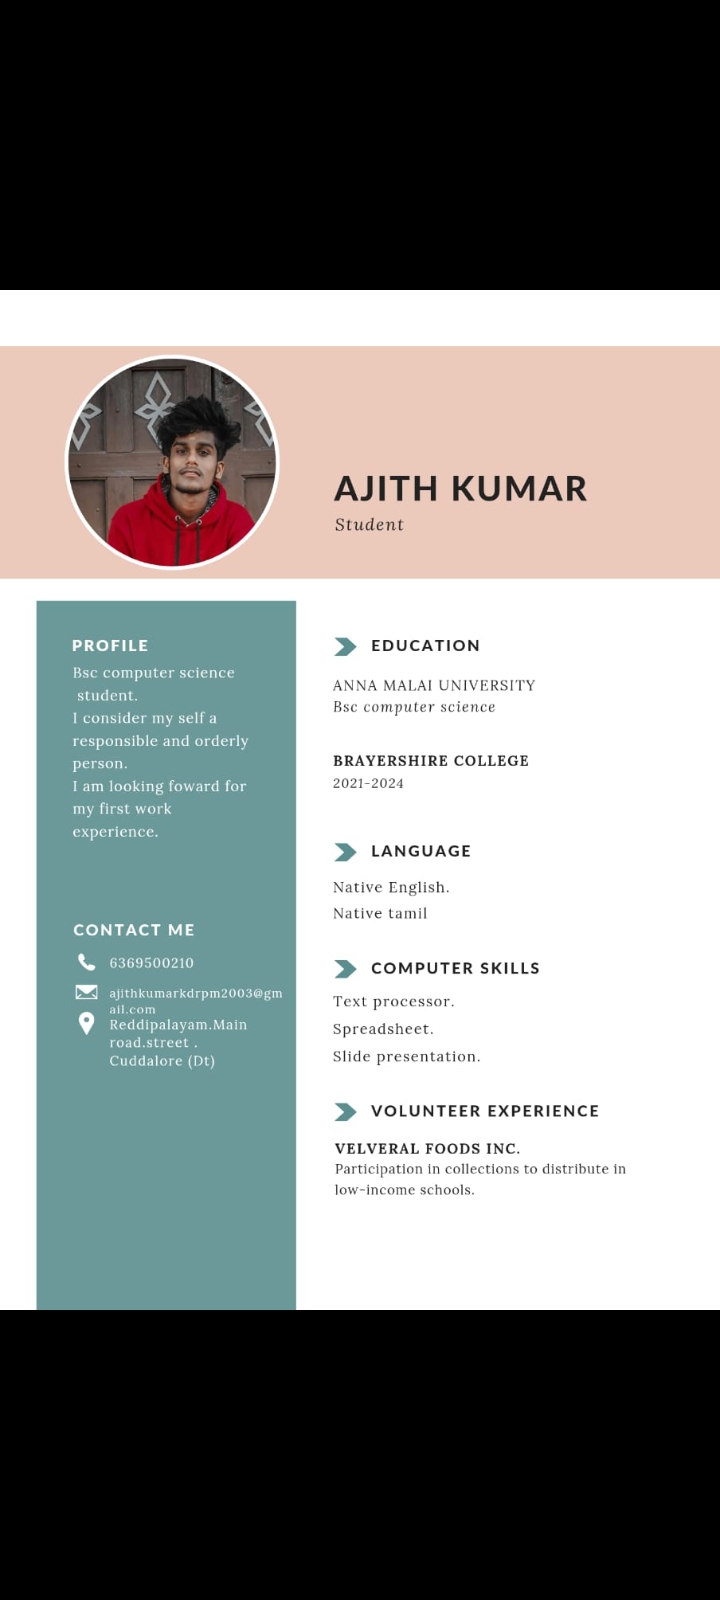 AJITH KUMAR
Student
PROFILE
Bsc computer science
student.
I consider my self a
responsible and orderly
person.
I am looking foward for
my first work
experience.
CONTACT ME
6369500210
ajithkumarkdrpm2003@gm
ail.com
Reddipalayam.Main
road.street .
Cuddalore (Dt)
EDUCATION
ANNA MALAI UNIVERSITY
Bsc computer science
BRAYERSHIRE COLLEGE
2021-2024
LANGUAGE
Native English.
Native tamil
COMPUTER SKILLS
Text processor.
Spreadsheet.
Slide presentation.
VOLUNTEER EXPERIENCE
VELVERAL FOODS INC.
Participation in collections to distribute in
low-income schools.